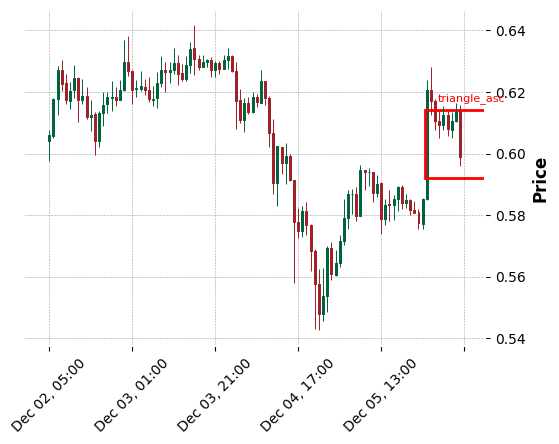 0.64
0.62
triangle_asc
0.60
0.58
0.56
0.54
Price
Dec 02, 05:00
Dec 03, 01:00
Dec 03, 21:00
Dec 04, 17:00
Dec 05, 13:00